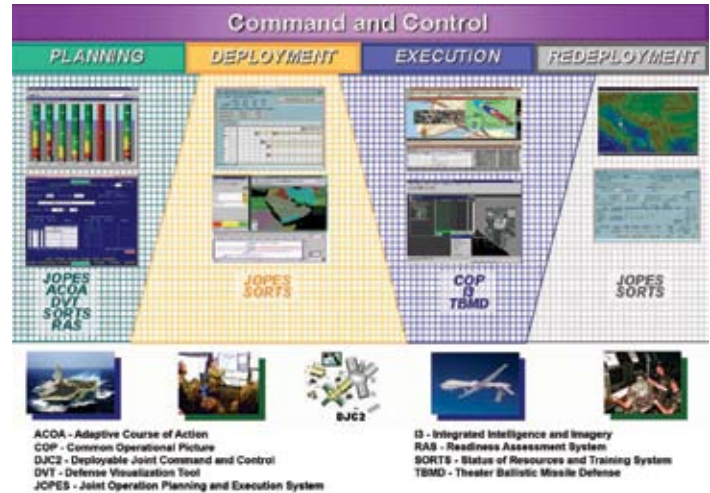 Command and Control
PLANNING
DEPLOYMENT
EXECUTION
REDEPLOYMENT
JOPES
ACOA
DVT
SORTS
RAS
JOPES
SORTS
COP
I3
TBMD
JOPES
SORTS
DJC2
ACOA - Adaptive Course of Action
COP - Common Operational Picture
DJC2 - Deployable Joint Command and Control
DVT - Defense Visualization Tool
JOPES - Joint Operation Planning and Execution System
I3 - Integrated Intelligence and Imagery
RAS - Readiness Assessment System
SORTS - Status of Resources and Training System
TBMD - Theater Ballistic Missile Defense